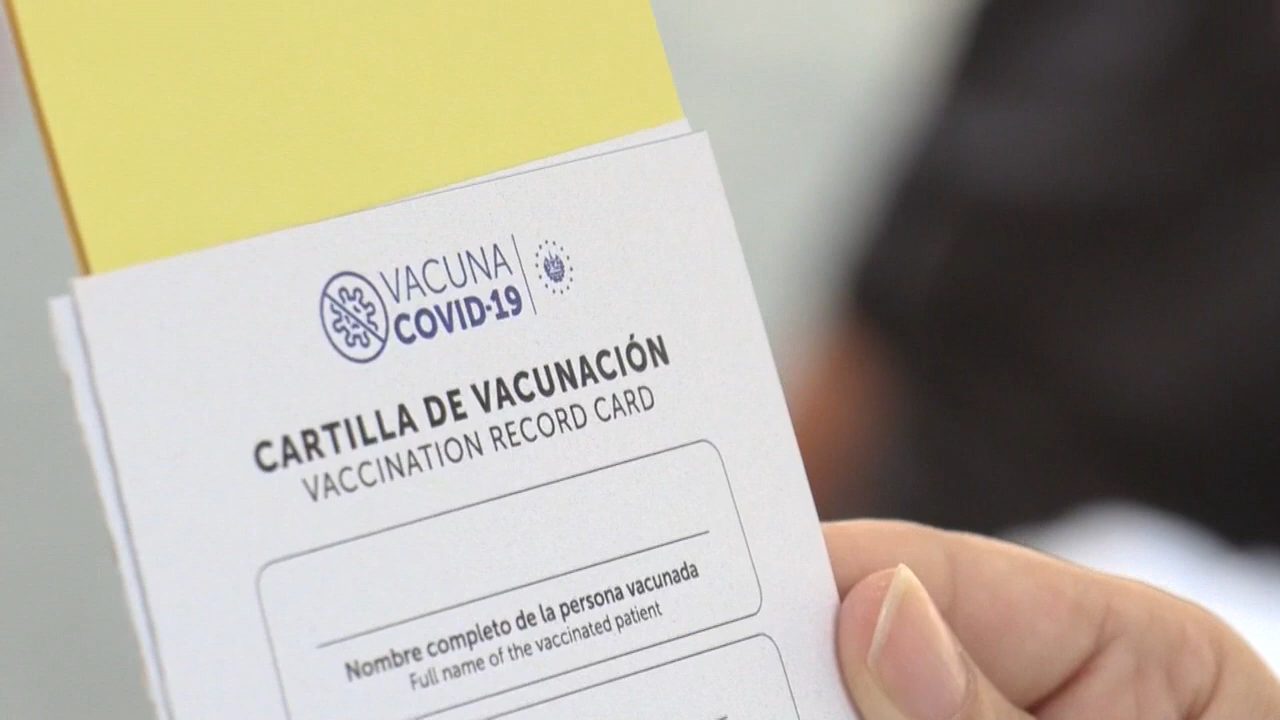 VACUNA
COVID-19
CARTILLA DE VACUNACIÓN
VACCINATION RECORD CARD
Nombre completo de la persona vacunada
Full name of the vaccinated patient